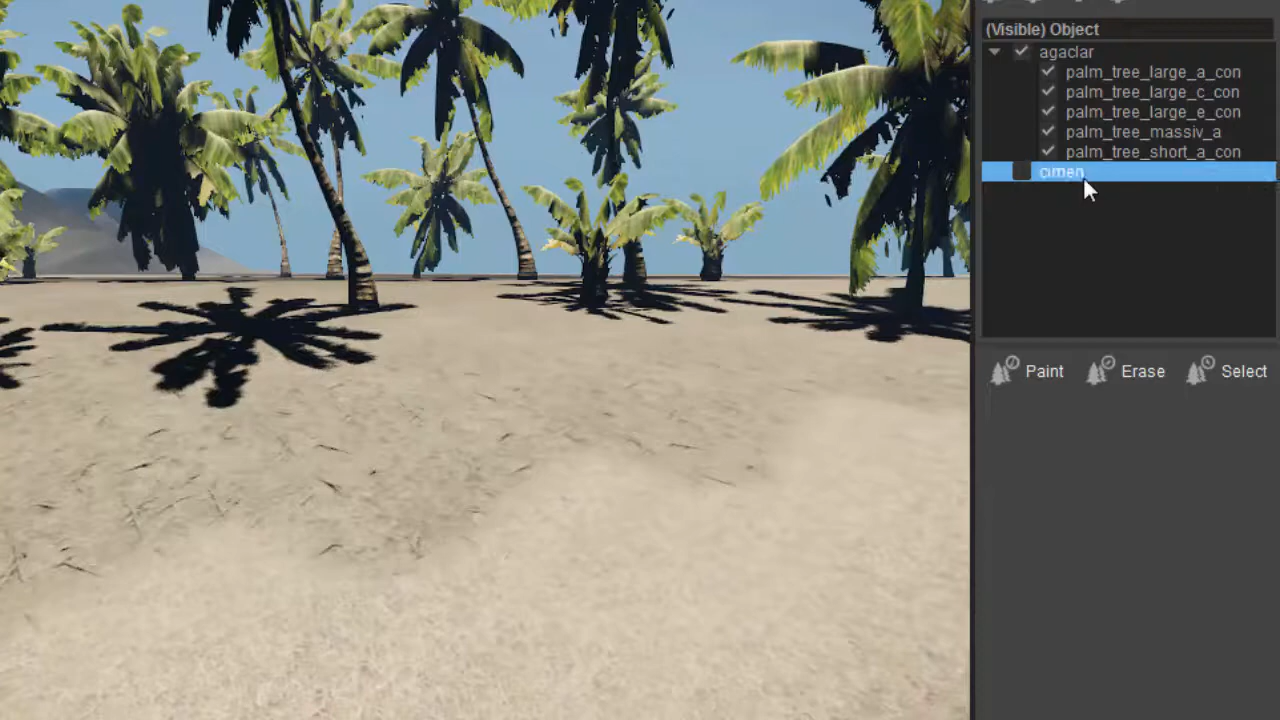 (Visible) Object
agaclar
palm_tree_large_a_con
palm_tree_large_c_con
palm_tree_large_e_con
palm_tree_massiv_a
palm_tree_short_a_con
cimen
Paint Erase Select